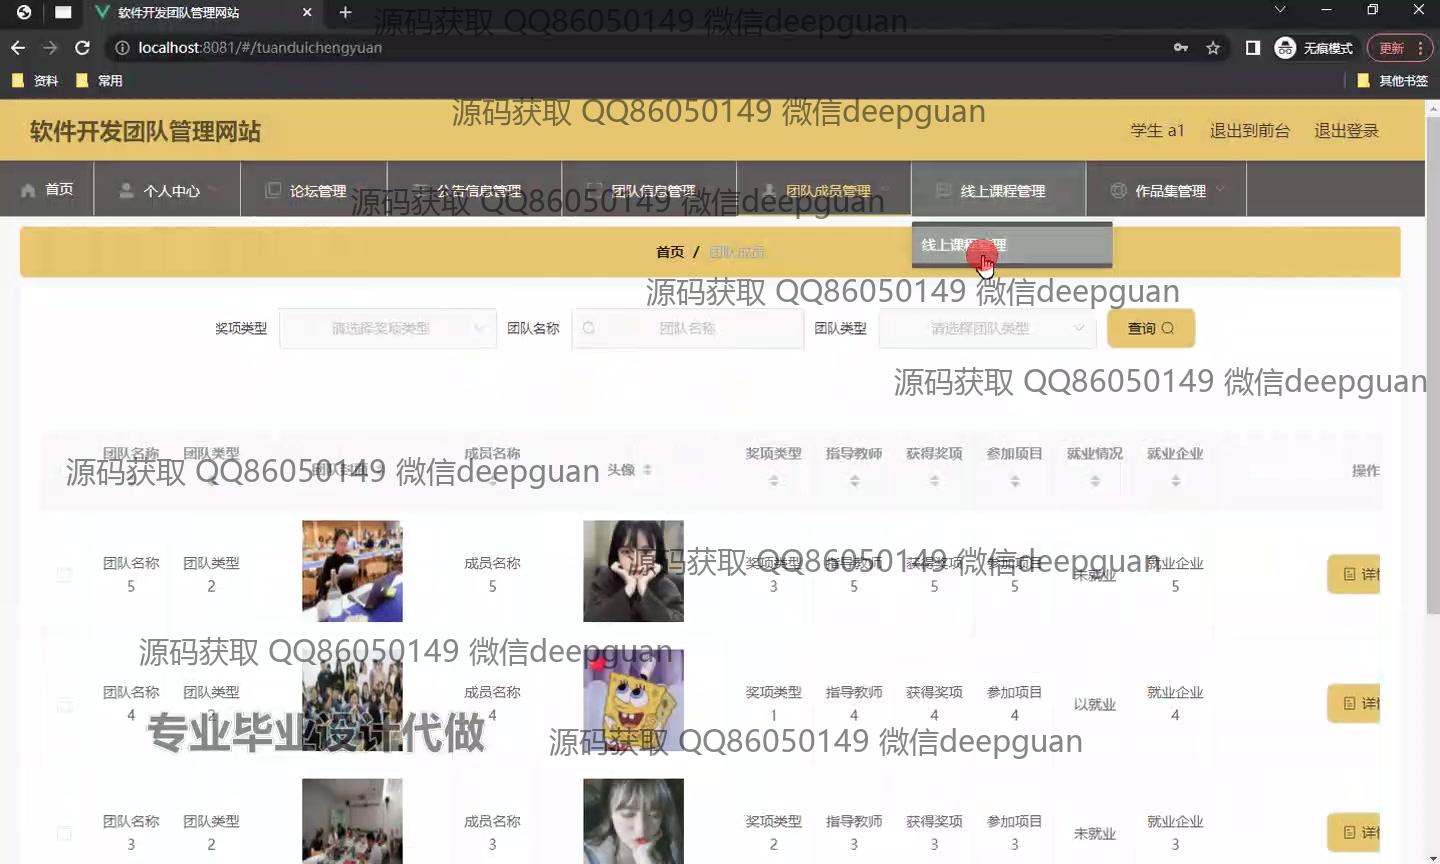 软件开发团队管理网站
源码获取 QQ86050149 微信deepguan
localhost:8081/#/tuanduichengyuan
无痕模式
更新
资料
常用
其他书签
源码获取 QQ86050149 微信deepguan
软件开发团队管理网站
学生 a1
退出到前台
退出登录
首页
个人中心
论坛管理
公告信息管理
团队信息管理
团队成员管理
线上课程管理
作品集管理
源码获取 QQ86050149 微信deepguan
首页 / 团队成员
线上课程管理
源码获取 QQ86050149 微信deepguan
奖项类型 请选择奖项类型
团队名称 团队名称
团队类型 请选择团队类型
查询
源码获取 QQ86050149 微信deepguan
团队名称 团队类型 团队封面 成员名称 头像 奖项类型 指导教师 获得奖项 参加项目 就业情况 就业企业 操作
源码获取 QQ86050149 微信deepguan
团队名称 团队类型 成员名称 奖项类型 指导教师 获得奖项 参加项目 未就业 就业企业
5 2 5 3 5 5 5 5
详
源码获取 QQ86050149 微信deepguan
源码获取 QQ86050149 微信deepguan
团队名称 团队类型 成员名称 奖项类型 指导教师 获得奖项 参加项目 以就业 就业企业
4 2 4 1 4 4 4 4
详
专业毕业设计代做
源码获取 QQ86050149 微信deepguan
团队名称 团队类型 成员名称 奖项类型 指导教师 获得奖项 参加项目 未就业 就业企业
3 2 3 2 3 3 3 3
详